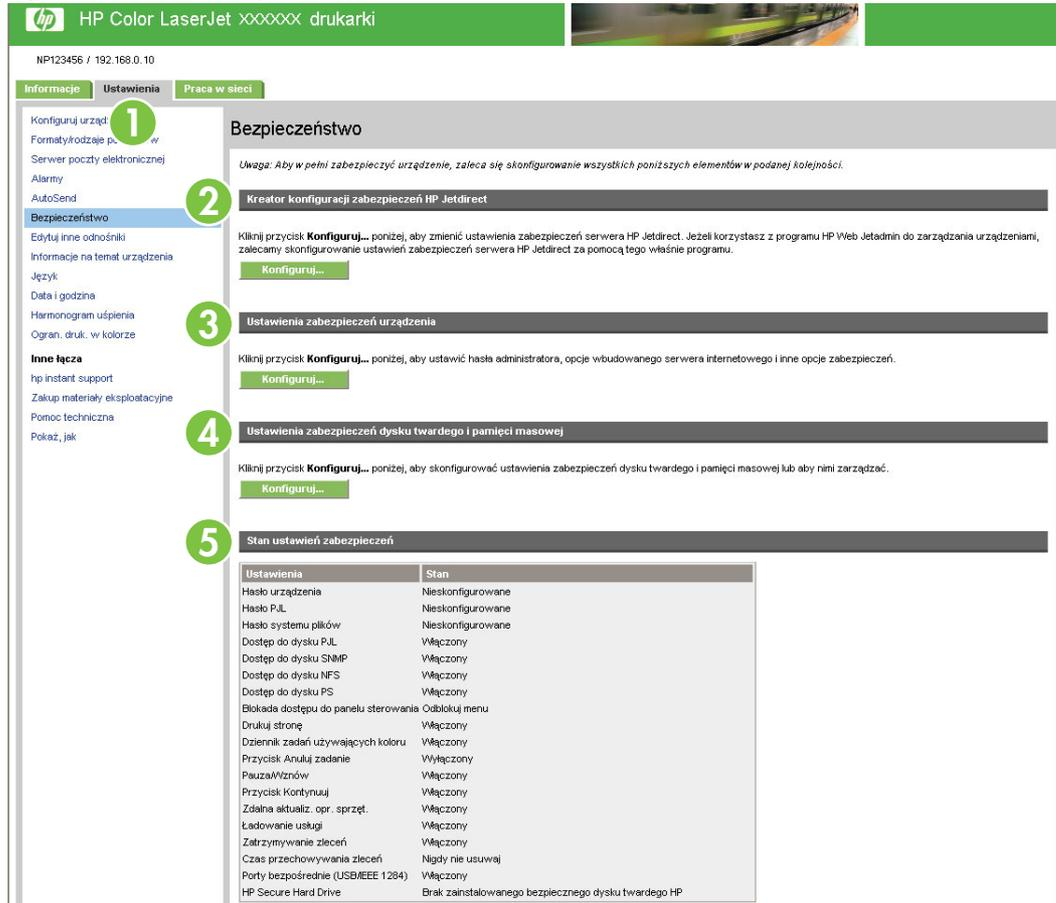 hp HP Color LaserJet XXXXXX drukarki
NP123456 / 192.168.0.10
Informacje Ustawienia Praca w sieci
1
Konfiguruj urząd
Formaty/rodzaje
Serwer poczty elektronicznej
Alarmy
AutoSend
Bezpieczeństwo
Edytuj inne odnośniki
Informacje na temat urządzenia
Język
Data i godzina
Harmonogram uśpienia
Ogran. druk. w kolorze
Inne łącza
hp instant support
Zakup materiały eksploatacyjne
Pomoc techniczna
Pokaż, jak
Bezpieczeństwo
Uwaga: Aby w pełni zabezpieczyć urządzenie, zaleca się skonfigurowanie wszystkich poniższych elementów w podanej kolejności.
2 Kreator konfiguracji zabezpieczeń HP Jetdirect
Kliknij przycisk Konfiguruj... poniżej, aby zmienić ustawienia zabezpieczeń serwera HP Jetdirect. Jeżeli korzystasz z programu HP Web Jetadmin do zarządzania urządzeniami,
zalecamy skonfigurowanie ustawień zabezpieczeń serwera HP Jetdirect za pomocą tego właśnie programu.
Konfiguruj...
3 Ustawienia zabezpieczeń urządzenia
Kliknij przycisk Konfiguruj... poniżej, aby ustawić hasła administratora, opcje wbudowanego serwera internetowego i inne opcje zabezpieczeń.
Konfiguruj...
4 Ustawienia zabezpieczeń dysku twardego i pamięci masowej
Kliknij przycisk Konfiguruj... poniżej, aby skonfigurować ustawienia zabezpieczeń dysku twardego i pamięci masowej lub aby nimi zarządzać.
Konfiguruj...
5 Stan ustawień zabezpieczeń
Ustawienia Stan
Hasło urządzenia Nieskonfigurowane
Hasło PJL Nieskonfigurowane
Hasło systemu plików Nieskonfigurowane
Dostęp do dysku PJL Włączony
Dostęp do dysku SNMP Włączony
Dostęp do dysku NFS Włączony
Dostęp do dysku PS Włączony
Blokada dostępu do panelu sterowania Odblokuj menu
Drukuj stronę Włączony
Dziennik zadań używających koloru Włączony
Przycisk Anuluj zadanie Wyłączony
Pauza/Wznów Włączony
Przycisk Kontynuuj Włączony
Zdalna aktualiz. opr. sprzęt. Włączony
Ładowanie usługi Włączony
Zatrzymywanie zleceń Włączony
Czas przechowywania zleceń Nigdy nie usuwaj
Porty bezpośrednie (USB/IEEE 1284) Włączony
HP Secure Hard Drive Brak zainstalowanego bezpiecznego dysku twardego HP